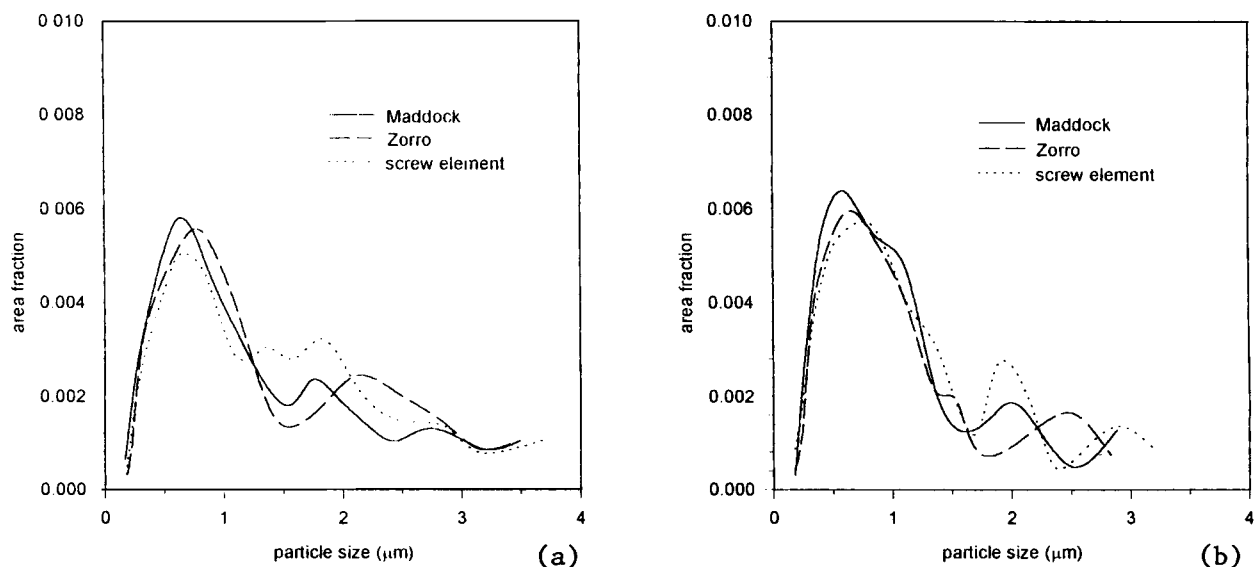 0.010
0.008
0.006
0.004
0.002
0.000
area fraction
0
1
2
3
4
particle size (μm)
Maddock
Zorro
screw element
(a)
0.010
0.008
0.006
0.004
0.002
0.000
area fraction
0
1
2
3
4
particle size (μm)
Maddock
Zorro
screw element
(b)